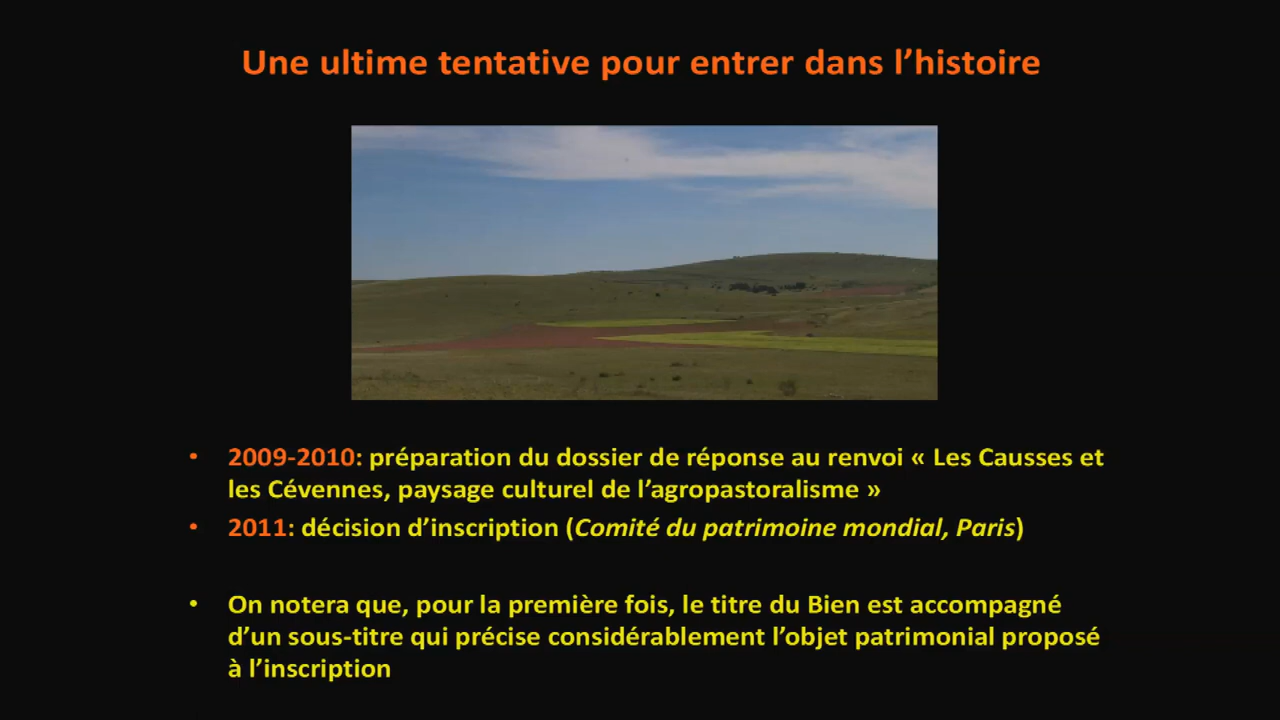 Une ultime tentative pour entrer dans l’histoire
• 2009-2010: préparation du dossier de réponse au renvoi « Les Causses et
les Cévennes, paysage culturel de l’agropastoralisme »
• 2011: décision d’inscription (Comité du patrimoine mondial, Paris)
• On notera que, pour la première fois, le titre du Bien est accompagné
d’un sous-titre qui précise considérablement l’objet patrimonial proposé
à l’inscription